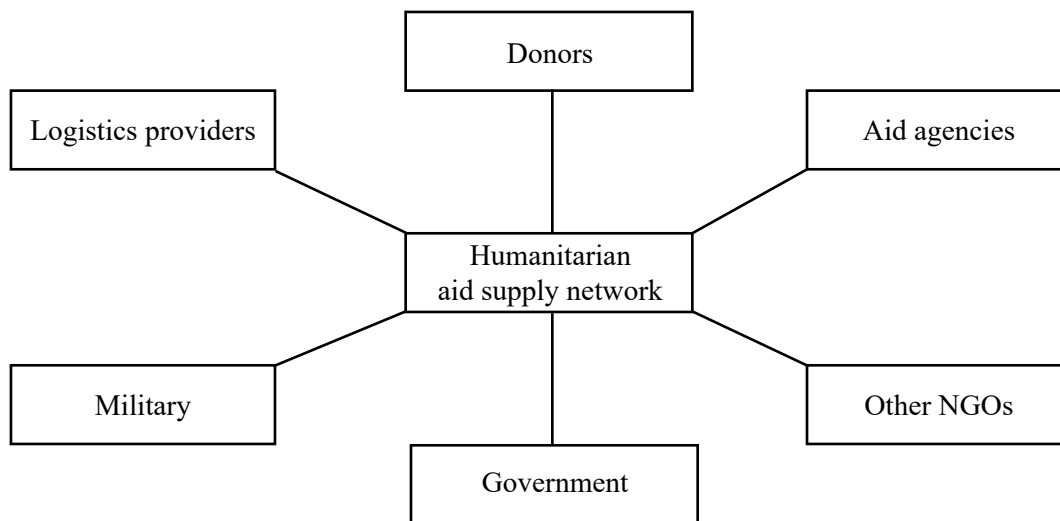 Donors
Logistics providers
Aid agencies
Humanitarian
aid supply network
Military
Other NGOs
Government